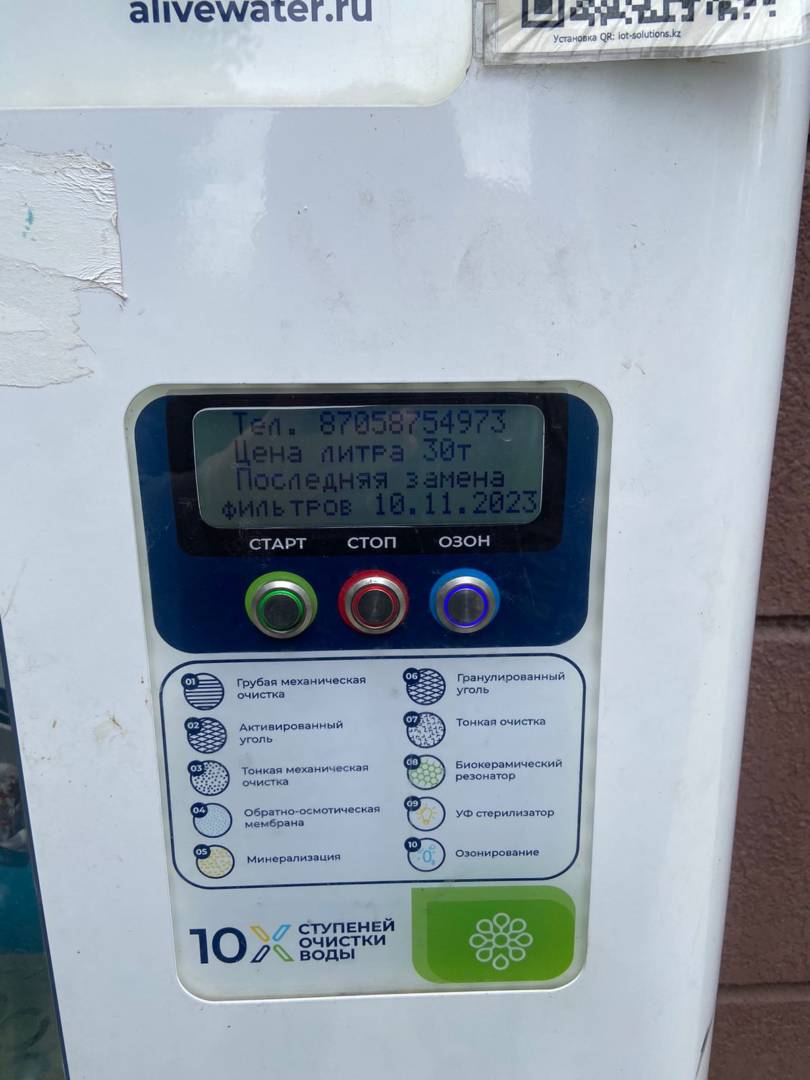 alivewater.ru
Установка QR: iot-solutions.kz
Тел. 87058754973
Цена литра 30т
Последняя замена
фильтров 10.11.2023
СТАРТ СТОП ОЗОН
01 Грубая механическая
очистка
02 Активированный
уголь
03 Тонкая механическая
очистка
04 Обратно-осмотическая
мембрана
05 Минерализация
06 Гранулированный
уголь
07 Тонкая очистка
08 Биокерамический
резонатор
09 УФ стерилизатор
10 Озонирование
10X СТУПЕНЕЙ
ОЧИСТКИ
ВОДЫ